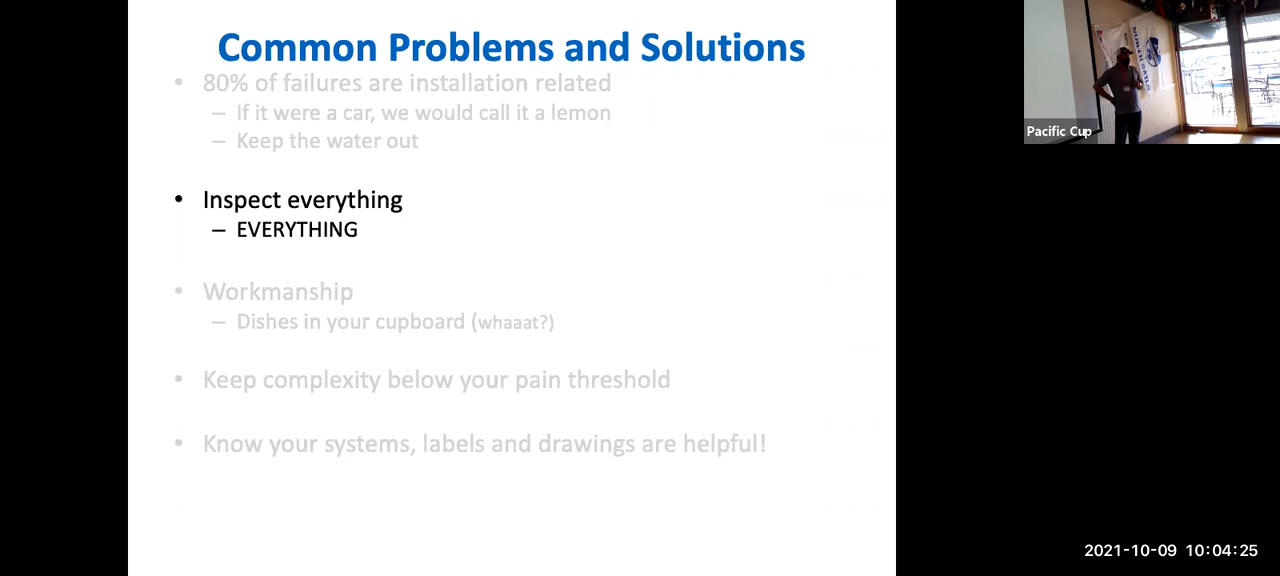 Common Problems and Solutions
• 80% of failures are installation related
– If it were a car, we would call it a lemon
– Keep the water out
• Inspect everything
– EVERYTHING
• Workmanship
– Dishes in your cupboard (whaaat?)
• Keep complexity below your pain threshold
• Know your systems, labels and drawings are helpful!
Pacific Cup
2021-10-09 10:04:25